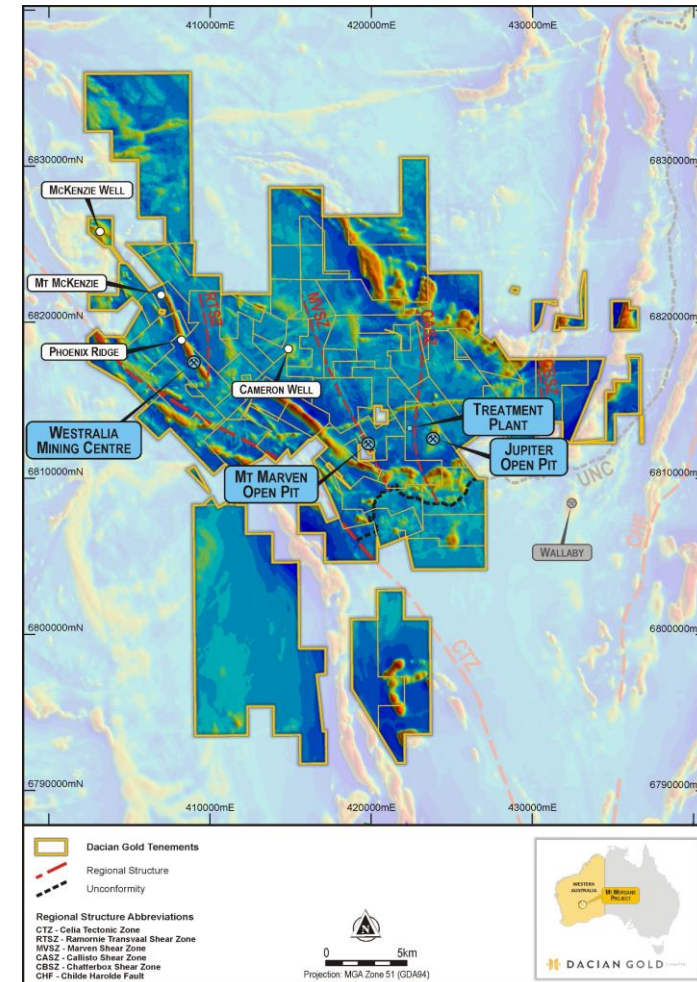 410000mE
420000mE
430000mE
6830000mN
6830000m
McKenzie Well
Mt McKenzie
RTSZ
MVSZ
CASZ
6820000mN
6820000m
Phoenix Ridge
Cameron Well
CBSZ
Westralia
Mining Centre
Treatment
Plant
Jupiter
Open Pit
Mt Marven
Open Pit
6810000mN
6810000m
UNC
Wallaby
CHF
6800000mN
6800000m
CTZ
6790000mN
6790000m
410000mE
420000mE
430000mE
Dacian Gold Tenements
Regional Structure
Unconformity
Regional Structure Abbreviations
CTZ - Celia Tectonic Zone
RTSZ - Ramornie Transvaal Shear Zone
MVSZ - Marven Shear Zone
CASZ - Callisto Shear Zone
CBSZ - Chatterbox Shear Zone
CHF - Childe Harolde Fault
N
0 5km
Projection: MGA Zone 51 (GDA94)
Western
Australia
Mt Morgans
Project
DACIAN GOLD